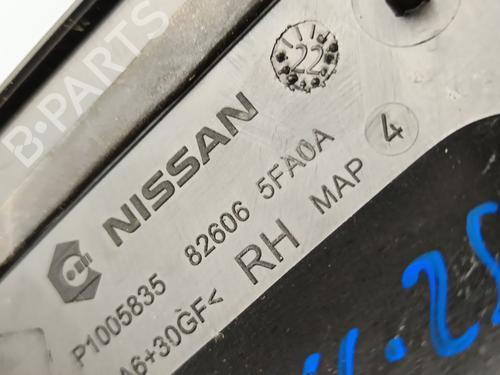 B-PARTS
22
NISSAN
4
82606 5FA0A
P1005835
RH MAP
A6+30GF<